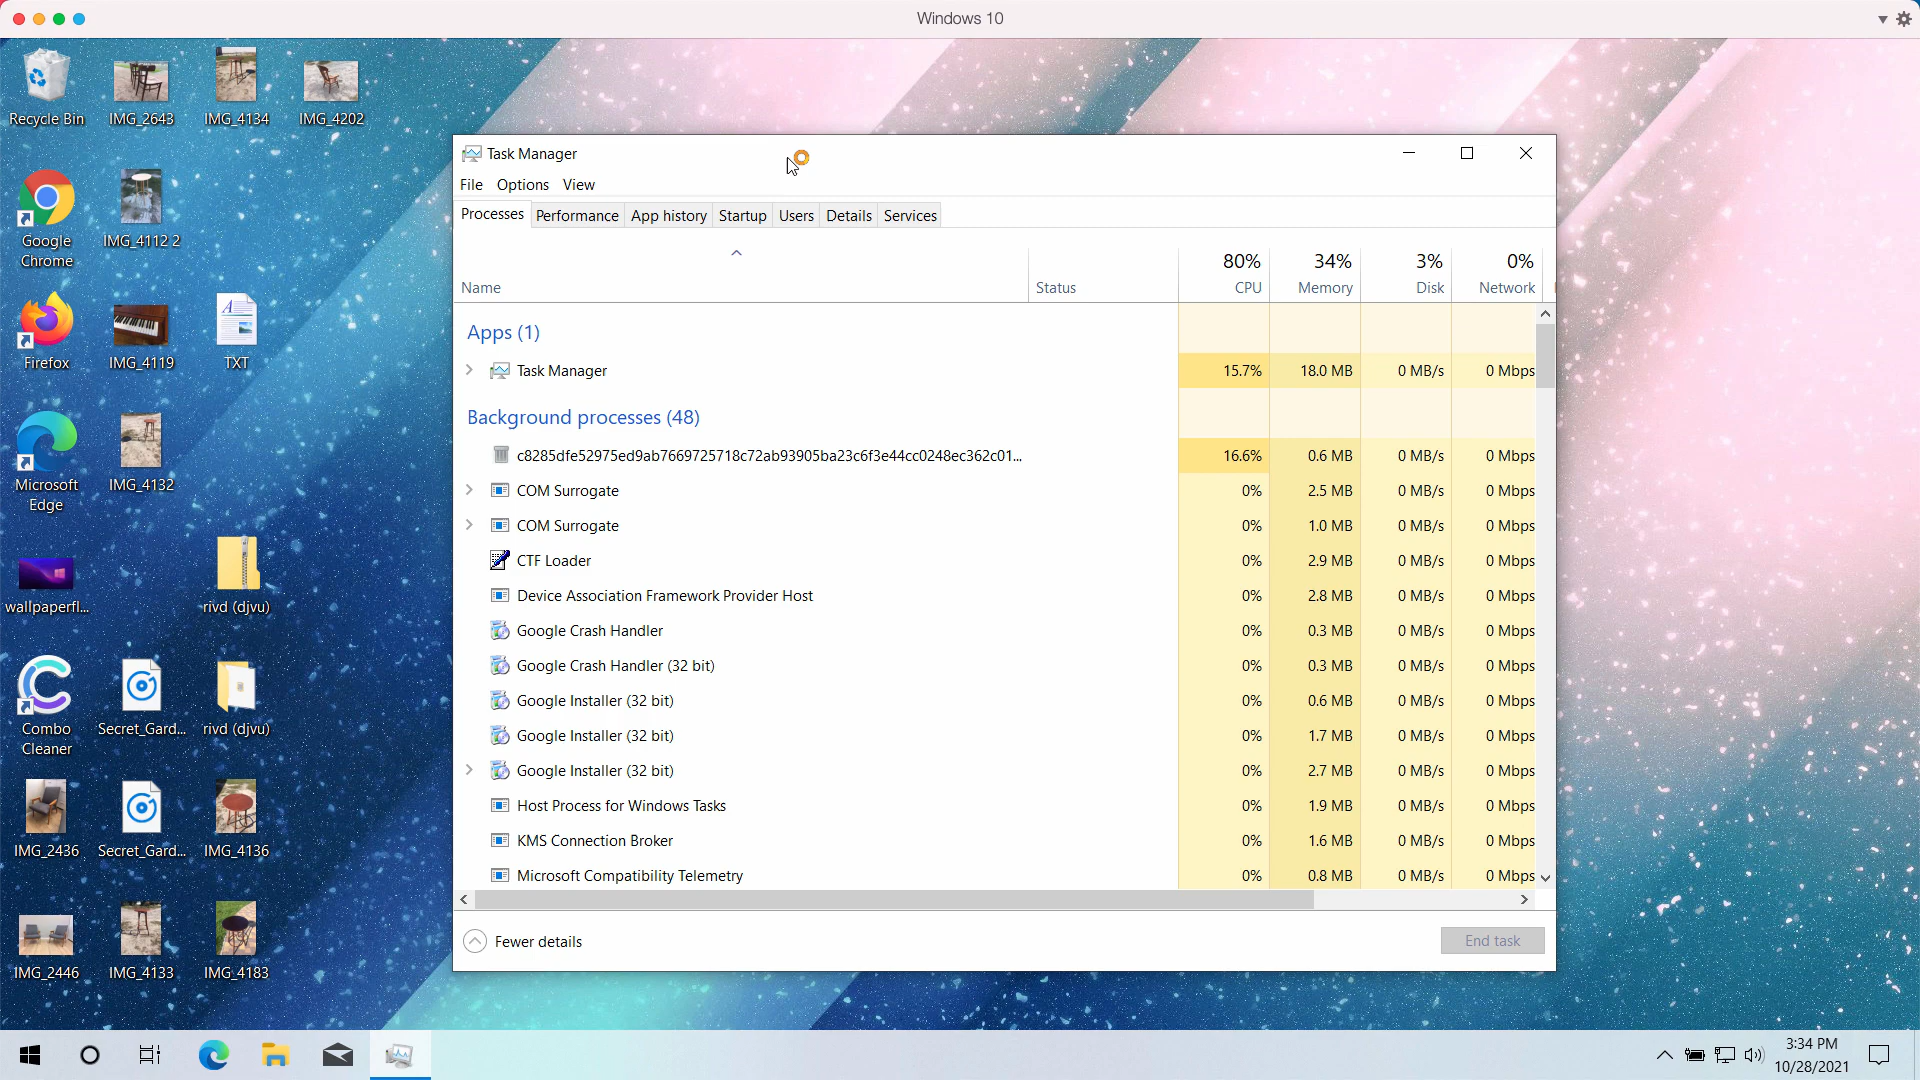 Windows 10
Recycle Bin
IMG_2643
IMG_4134
IMG_4202
Google
Chrome
IMG_4112 2
Firefox
IMG_4119
TXT
Microsoft
Edge
IMG_4132
wallpaperfl...
rivd (djvu)
Combo
Cleaner
Secret_Gard...
rivd (djvu)
IMG_2436
Secret_Gard...
IMG_4136
IMG_2446
IMG_4133
IMG_4183
Task Manager
File Options View
Processes Performance App history Startup Users Details Services
80% 34% 3% 0%
Name Status CPU Memory Disk Network
Apps (1)
Task Manager 15.7% 18.0 MB 0 MB/s 0 Mbps
Background processes (48)
c8285dfe52975ed9ab7669725718c72ab93905ba23c6f3e44cc0248ec362c01... 16.6% 0.6 MB 0 MB/s 0 Mbps
COM Surrogate 0% 2.5 MB 0 MB/s 0 Mbps
COM Surrogate 0% 1.0 MB 0 MB/s 0 Mbps
CTF Loader 0% 2.9 MB 0 MB/s 0 Mbps
Device Association Framework Provider Host 0% 2.8 MB 0 MB/s 0 Mbps
Google Crash Handler 0% 0.3 MB 0 MB/s 0 Mbps
Google Crash Handler (32 bit) 0% 0.3 MB 0 MB/s 0 Mbps
Google Installer (32 bit) 0% 0.6 MB 0 MB/s 0 Mbps
Google Installer (32 bit) 0% 1.7 MB 0 MB/s 0 Mbps
Google Installer (32 bit) 0% 2.7 MB 0 MB/s 0 Mbps
Host Process for Windows Tasks 0% 1.9 MB 0 MB/s 0 Mbps
KMS Connection Broker 0% 1.6 MB 0 MB/s 0 Mbps
Microsoft Compatibility Telemetry 0% 0.8 MB 0 MB/s 0 Mbps
Fewer details
End task
3:34 PM
10/28/2021